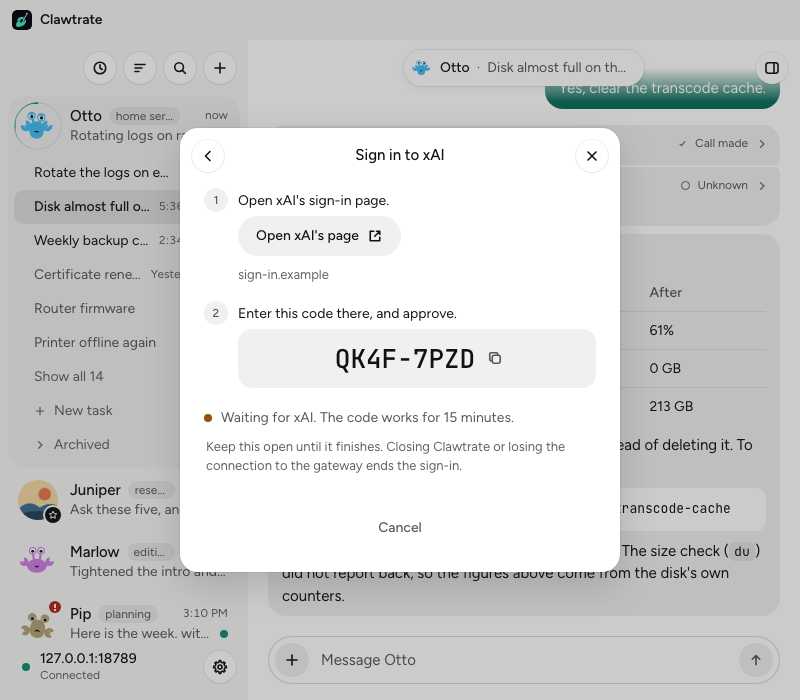 Clawtrate
Otto · Disk almost full on th…
Yes, clear the transcode cache.
Otto home ser… now
Rotating logs on
Rotate the logs on e…
Disk almost full o… 5:36
Weekly backup c… 2:34
Certificate rene… Yeste
Router firmware
Printer offline again
Show all 14
New task
Archived
Juniper rese…
Ask these five, an
Marlow editi…
Tightened the intro and…
Pip planning 3:10 PM
Here is the week. wit…
127.0.0.1:18789
Connected
Call made
Unknown
After
61%
0 GB
213 GB
ead of deleting it. To
transcode-cache
The size check (du)
did not report back, so the figures above come from the disk's own
counters.
Message Otto
Sign in to xAI
1 Open xAI's sign-in page.
Open xAI's page
sign-in.example
2 Enter this code there, and approve.
QK4F-7PZD
Waiting for xAI. The code works for 15 minutes.
Keep this open until it finishes. Closing Clawtrate or losing the
connection to the gateway ends the sign-in.
Cancel